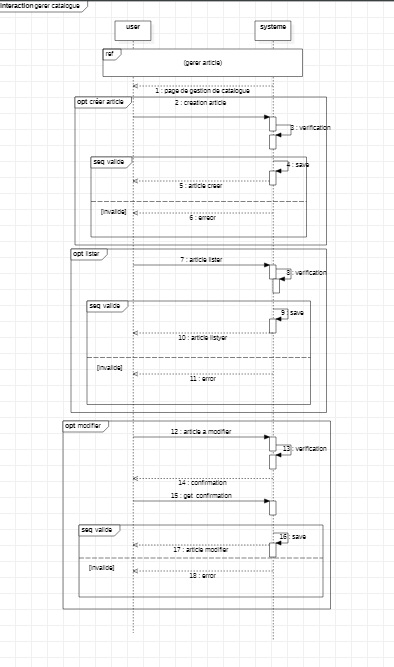 Interaction gerer catalogue
user
systeme
ref
(gerer article)
1 : page de gestion de catalogue
opt créer article
2 : creation article
3 : verification
seq valide
4 : save
5 : article creer
[invalide]
6 : erreor
opt lister
7 : article lister
8 : verification
seq valide
9 : save
10 : article listyer
[invalide]
11 : error
opt modifier
12 : article a modifier
13 : verification
14 : confirmation
15 : get confirmation
seq valide
16 : save
17 : article modifier
[invalide]
18 : error